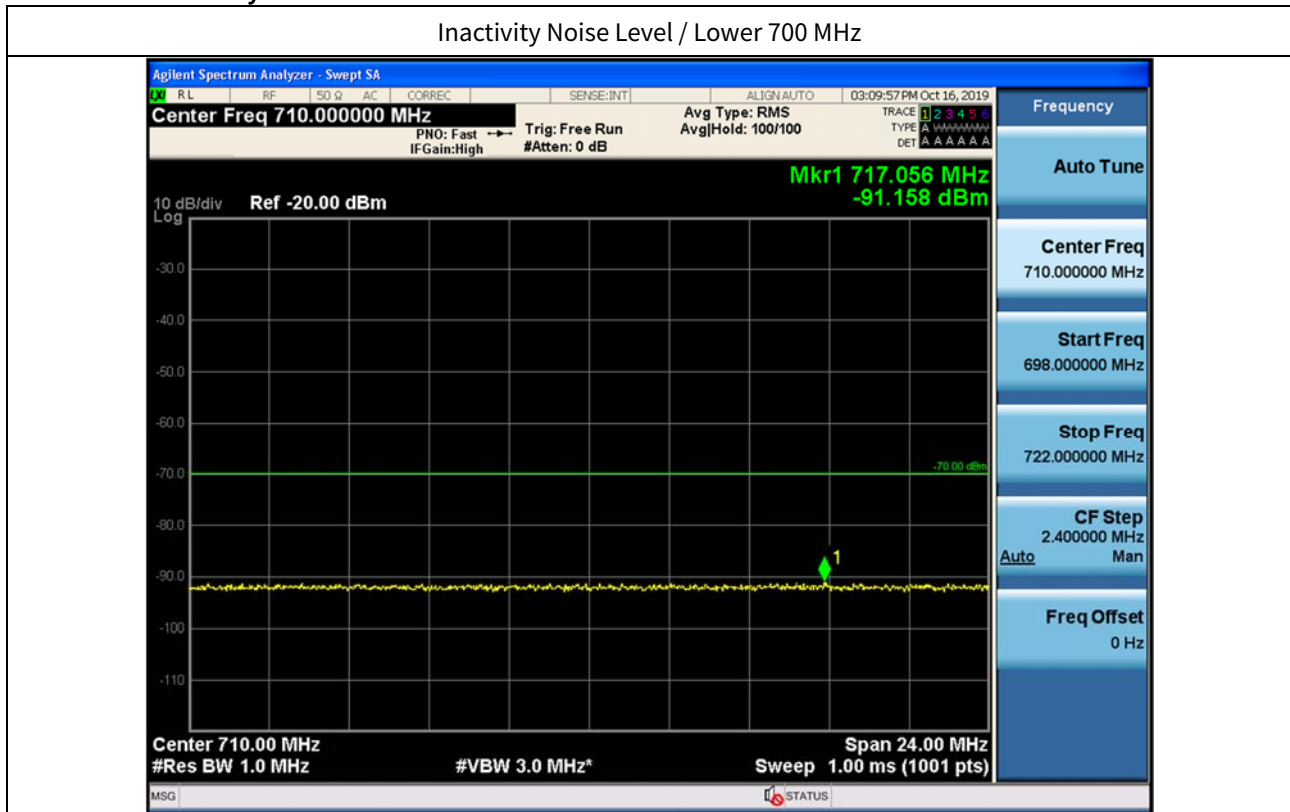 Inactivity Noise Level / Lower 700 MHz
Agilent Spectrum Analyzer - Swept SA
LXI RL RF 50 Ω AC CORREC SENSE:INT ALIGNAUTO 03:09:57 PM Oct 16, 2019
Center Freq 710.000000 MHz
PNO: Fast
IFGain:High
Trig: Free Run
#Atten: 0 dB
Avg Type: RMS
Avg|Hold: 100/100
TRACE 1 2 3 4 5 6
TYPE A WWWWW
DET A A A A A A
Mkr1 717.056 MHz
-91.158 dBm
10 dB/div Ref -20.00 dBm
Log
-30.0
-40.0
-50.0
-60.0
-70.0
-70.00 dBm
-80.0
1
-90.0
-100
-110
Center 710.00 MHz Span 24.00 MHz
#Res BW 1.0 MHz #VBW 3.0 MHz* Sweep 1.00 ms (1001 pts)
MSG STATUS
Frequency
Auto Tune
Center Freq
710.000000 MHz
Start Freq
698.000000 MHz
Stop Freq
722.000000 MHz
CF Step
2.400000 MHz
Auto Man
Freq Offset
0 Hz